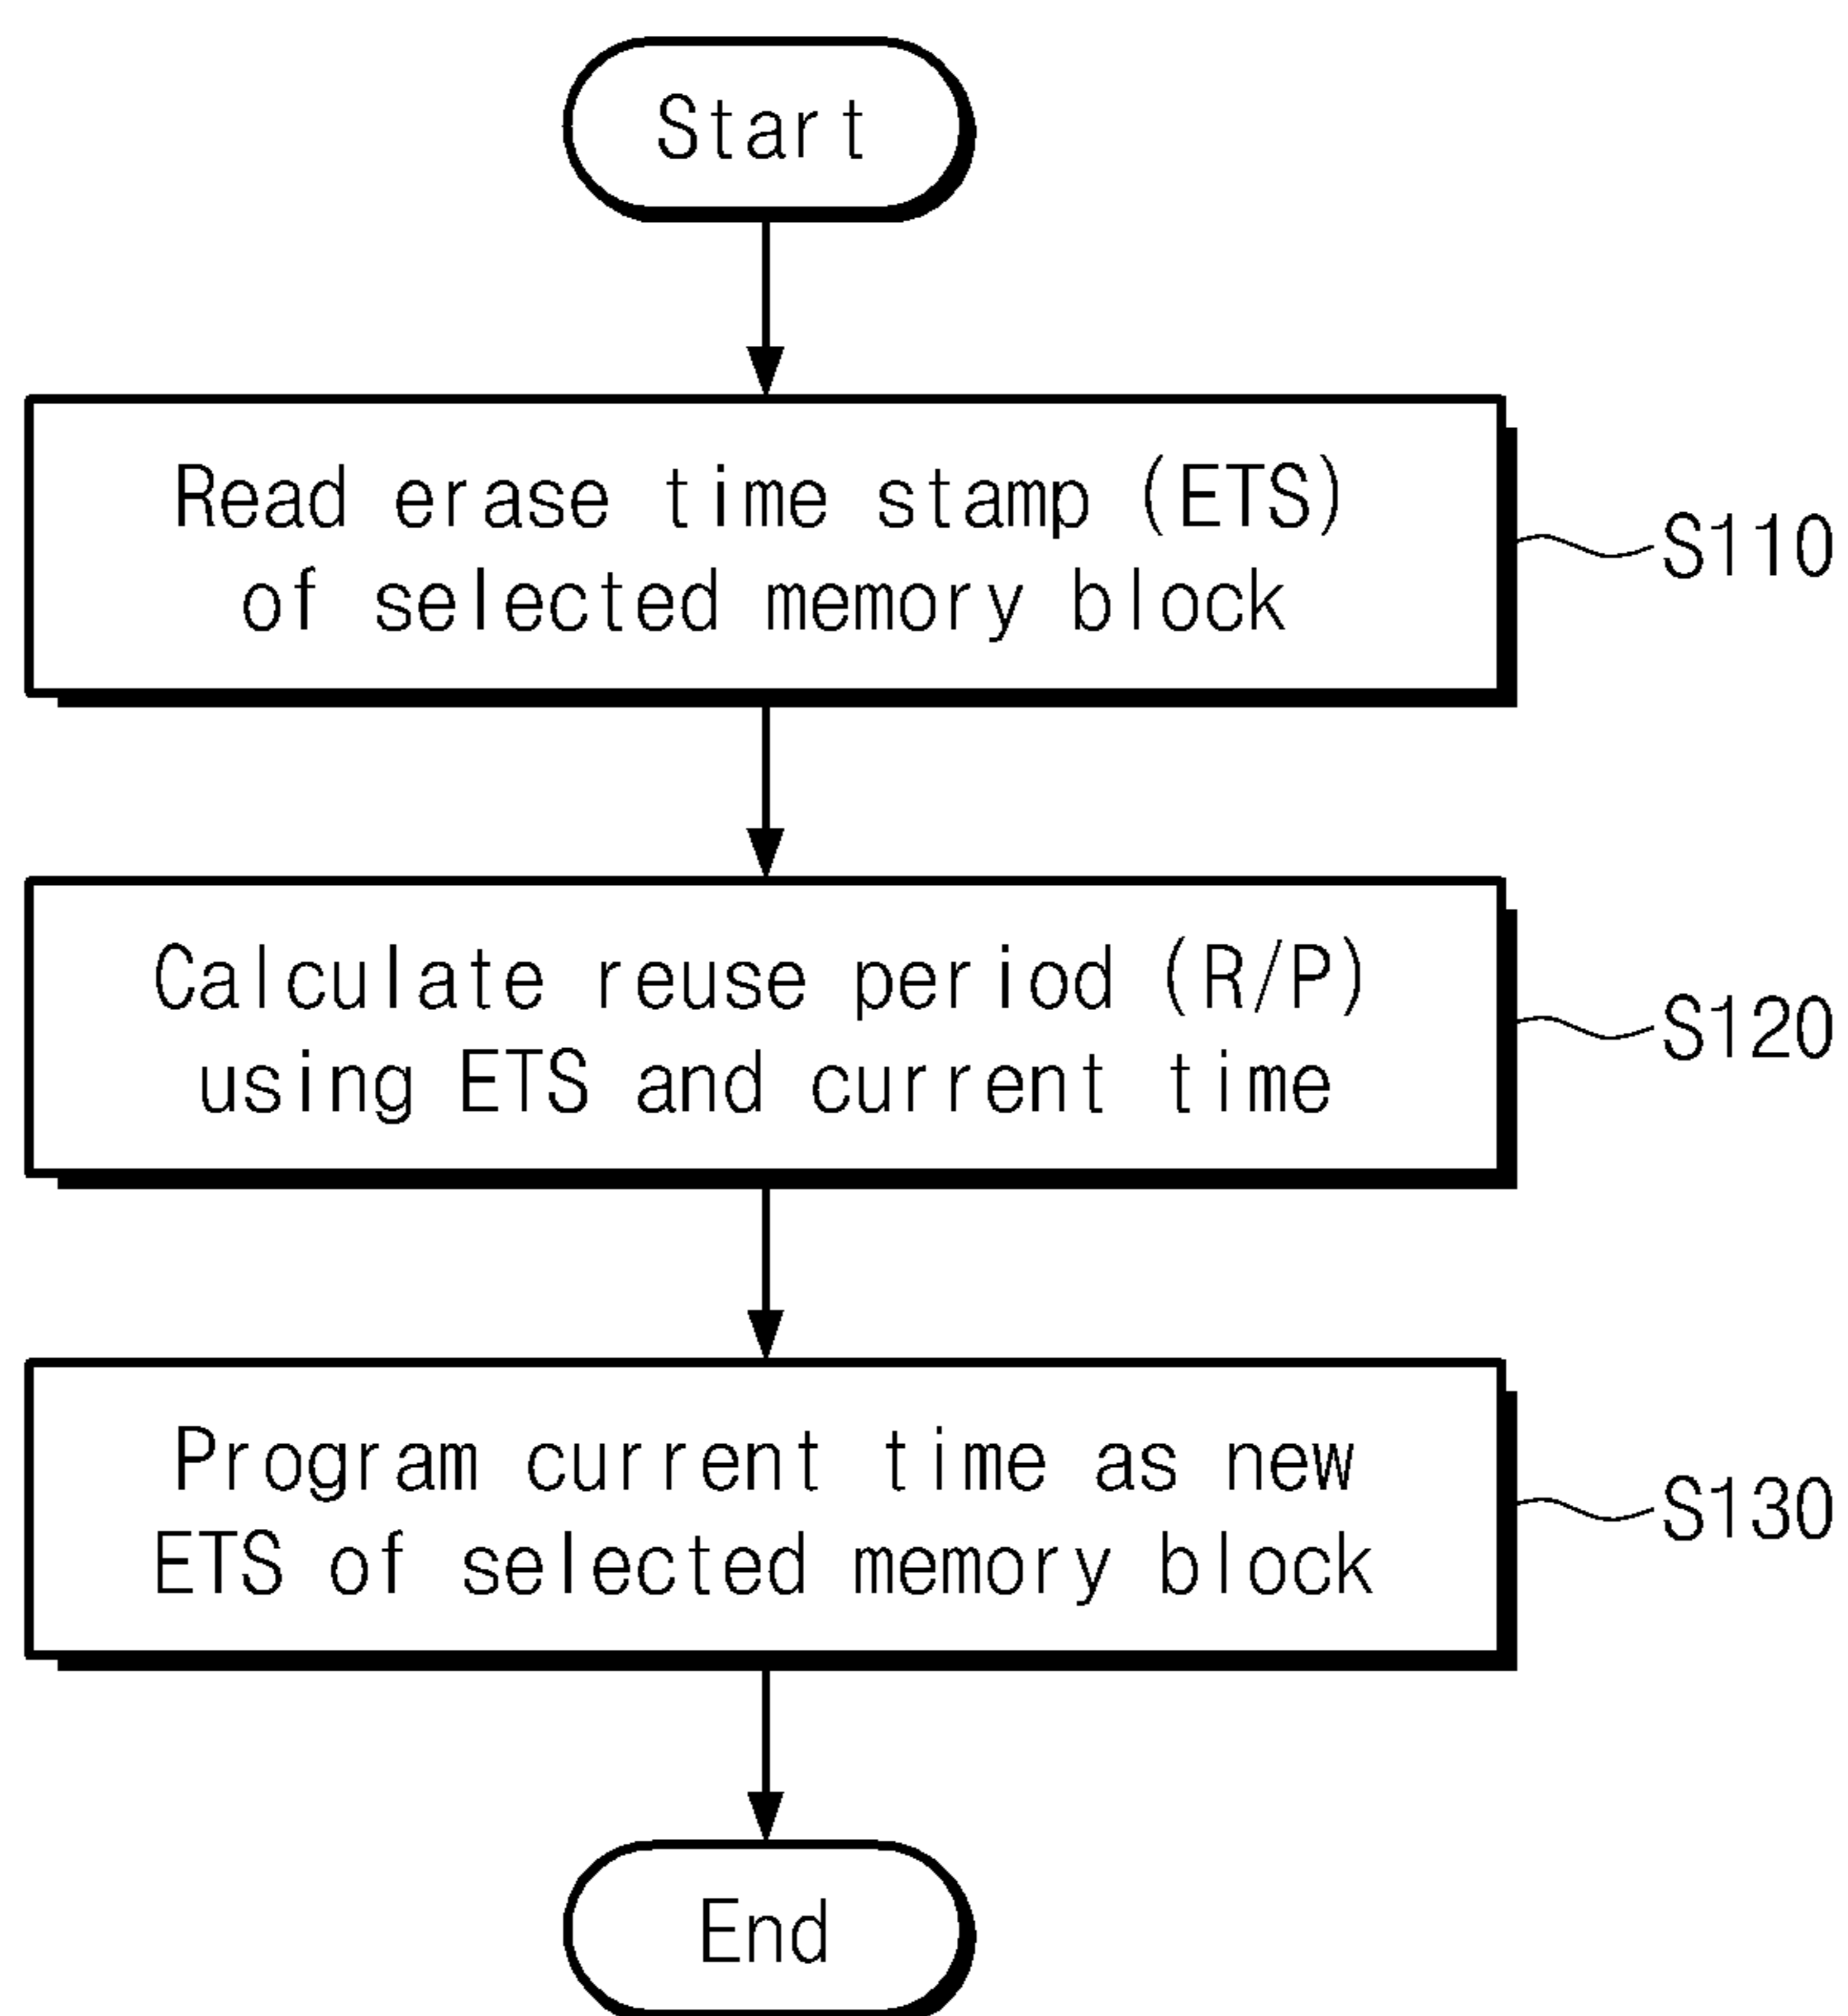 Start
Read erase time stamp (ETS)
of selected memory block
S110
Calculate reuse period (R/P)
using ETS and current time
S120
Program current time as new
ETS of selected memory block
S130
End